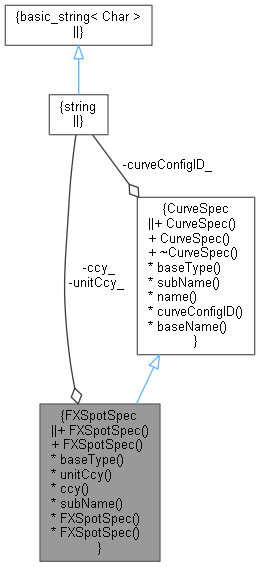 {basic_string< Char >
||}
{string
||}
-curveConfigID_
-ccy_
-unitCcy_
{CurveSpec
||+ CurveSpec()
+ CurveSpec()
+ ~CurveSpec()
* baseType()
* subName()
* name()
* curveConfigID()
* baseName()
}
{FXSpotSpec
||+ FXSpotSpec()
+ FXSpotSpec()
* baseType()
* unitCcy()
* ccy()
* subName()
* FXSpotSpec()
* FXSpotSpec()
}